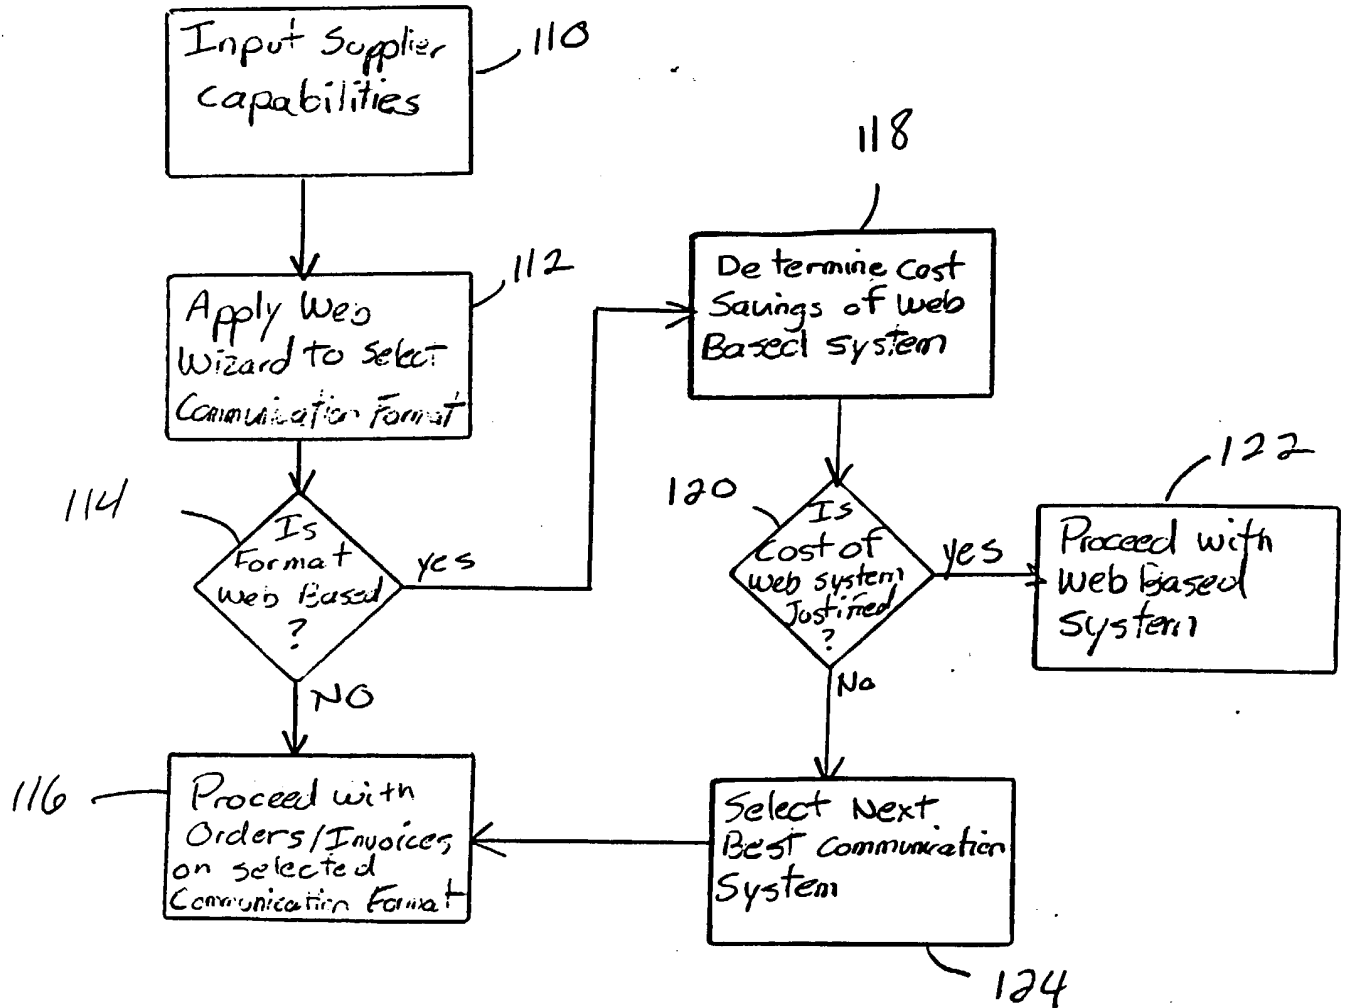 Input Supplier
capabilities
110
Apply Web
Wizard to Select
Communication Format
112
Is
Format
Web Based
?
114
yes
NO
Proceed with
Orders/Invoices
on selected
Communication Format
116
118
Determine Cost
Savings of Web
Based system
120
Is
Cost of
Web system
Justified
?
yes
No
122
Proceed with
Web Based
system
Select Next
Best Communication
System
124